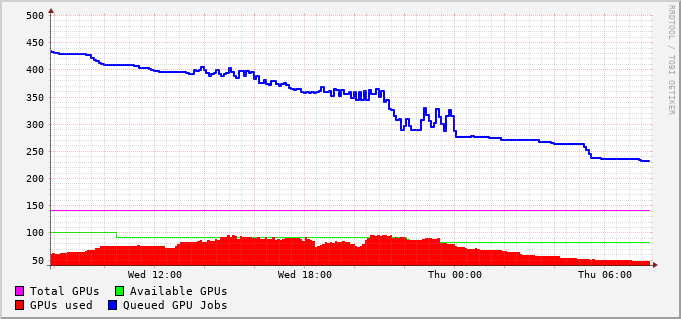 500
450
400
350
300
250
200
150
100
50
Wed 12:00 Wed 18:00 Thu 00:00 Thu 06:00
Total GPUs Available GPUs
GPUs used Queued GPU Jobs
RRDTOOL / TOBI OETIKER